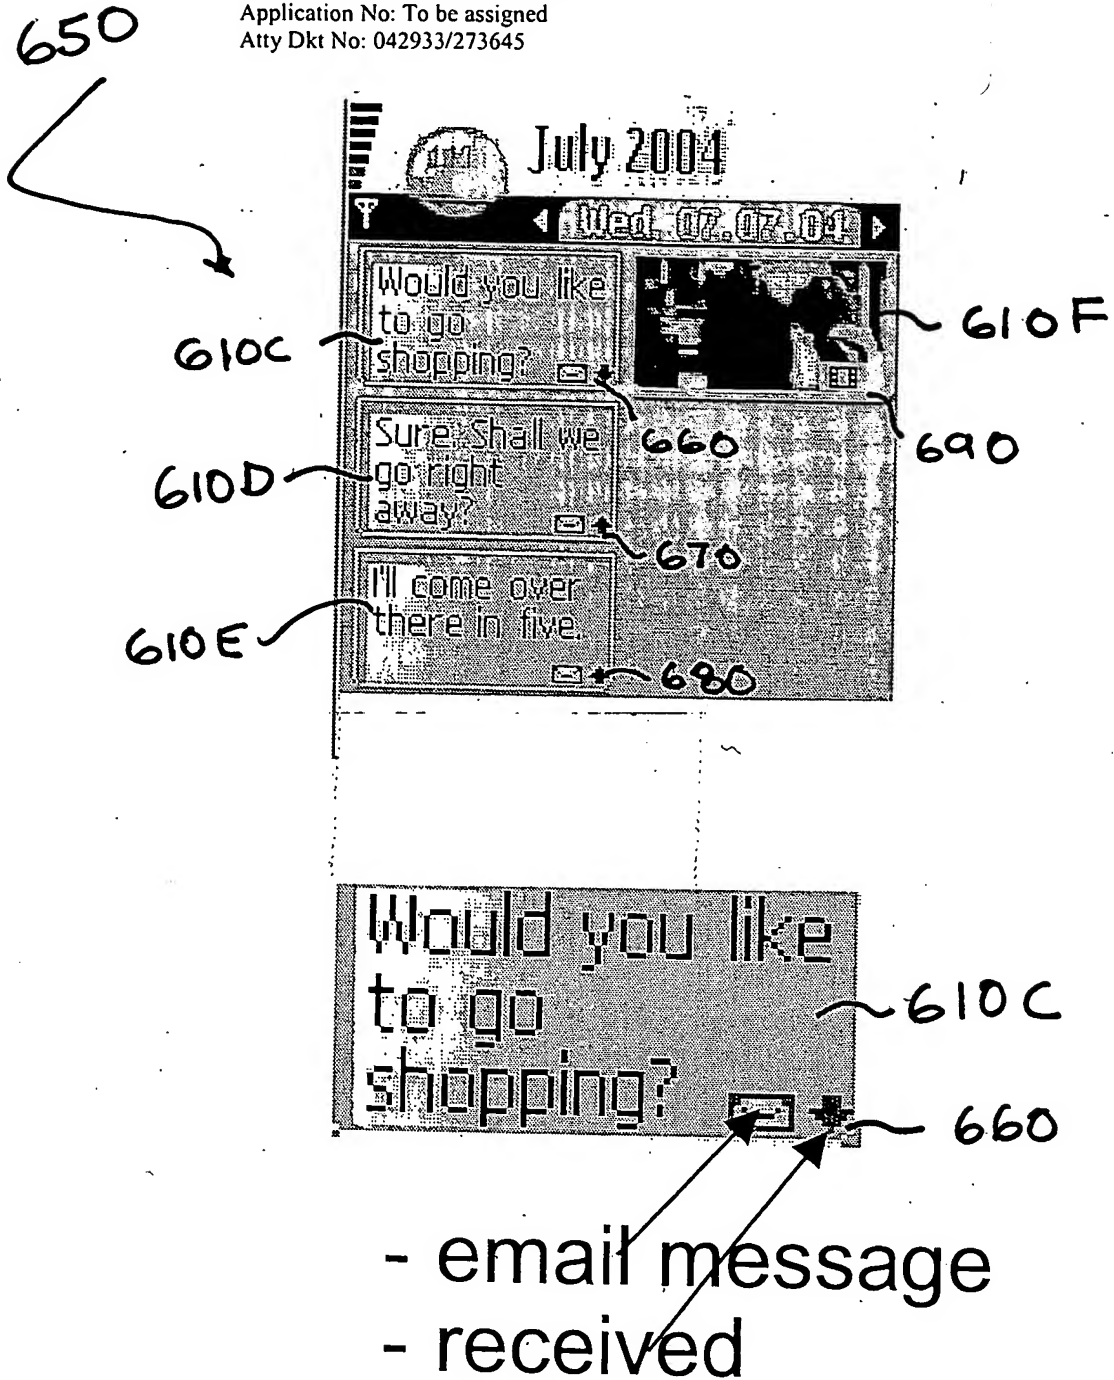 650
Application No: To be assigned
Atty Dkt No: 042933/273645
July 2004
Wed 07.07.04
Would you like
to go
shopping?
610C
660
610F
690
Sure. Shall we
go right
away?
610D
670
I'll come over
there in five.
610E
680
Would you like
to go
shopping?
610C
660
- email message
- received